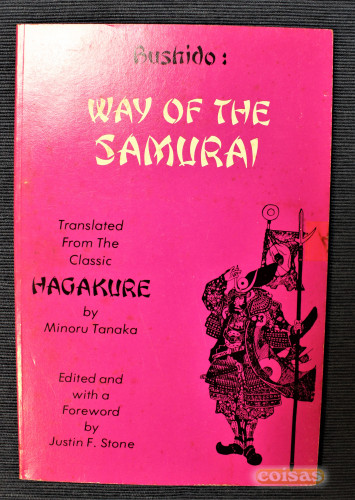 Bushido:
WAY OF THE
SAMURAI
Translated
From The
Classic
HAGAKURE
by
Minoru Tanaka
Edited and
with a
Foreword
by
Justin F. Stone
coisas